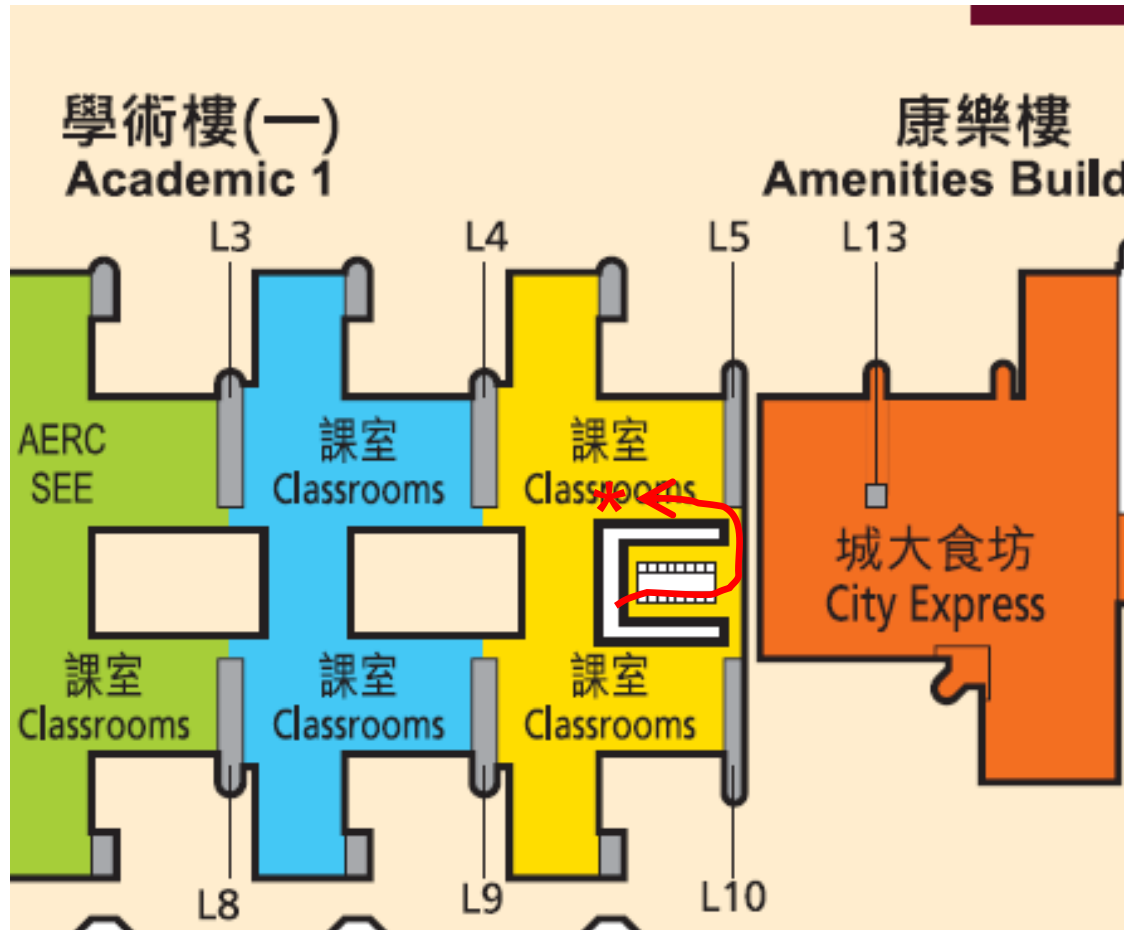 學術樓(一)
Academic 1
康樂樓
Amenities Build
L3
L4
L5
L13
AERC
SEE
課室
Classrooms
課室
Classrooms
城大食坊
City Express
課室
Classrooms
課室
Classrooms
課室
Classrooms
L8
L9
L10